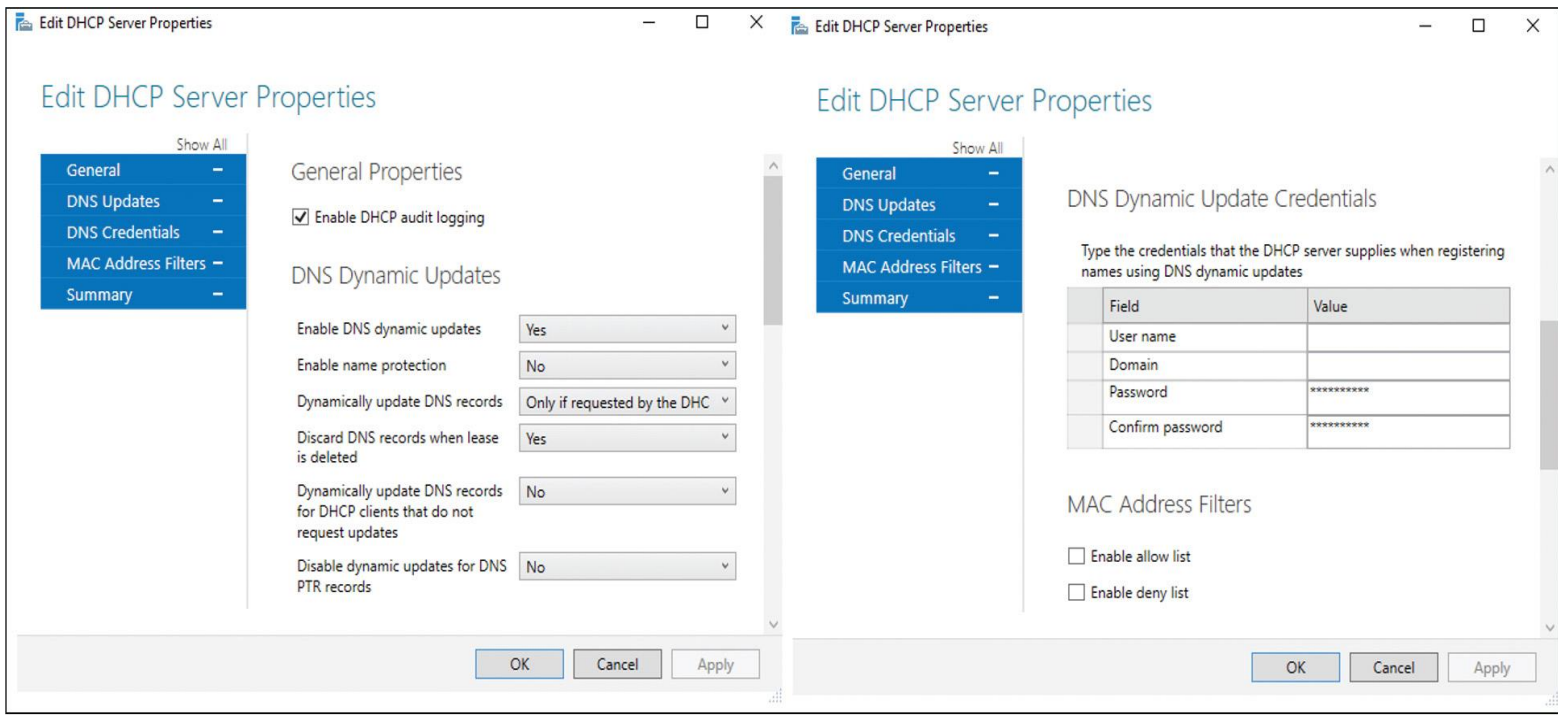 Edit DHCP Server Properties
Edit DHCP Server Properties
Show All
General
DNS Updates
DNS Credentials
MAC Address Filters
Summary
General Properties
Enable DHCP audit logging
DNS Dynamic Updates
Enable DNS dynamic updates
Yes
Enable name protection
No
Dynamically update DNS records
Only if requested by the DHC
Discard DNS records when lease
is deleted
Yes
Dynamically update DNS records
for DHCP clients that do not
request updates
No
Disable dynamic updates for DNS
PTR records
No
OK
Cancel
Apply
Edit DHCP Server Properties
Edit DHCP Server Properties
Show All
General
DNS Updates
DNS Credentials
MAC Address Filters
Summary
DNS Dynamic Update Credentials
Type the credentials that the DHCP server supplies when registering
names using DNS dynamic updates
Field
Value
User name
Domain
Password
**********
Confirm password
**********
MAC Address Filters
Enable allow list
Enable deny list
OK
Cancel
Apply